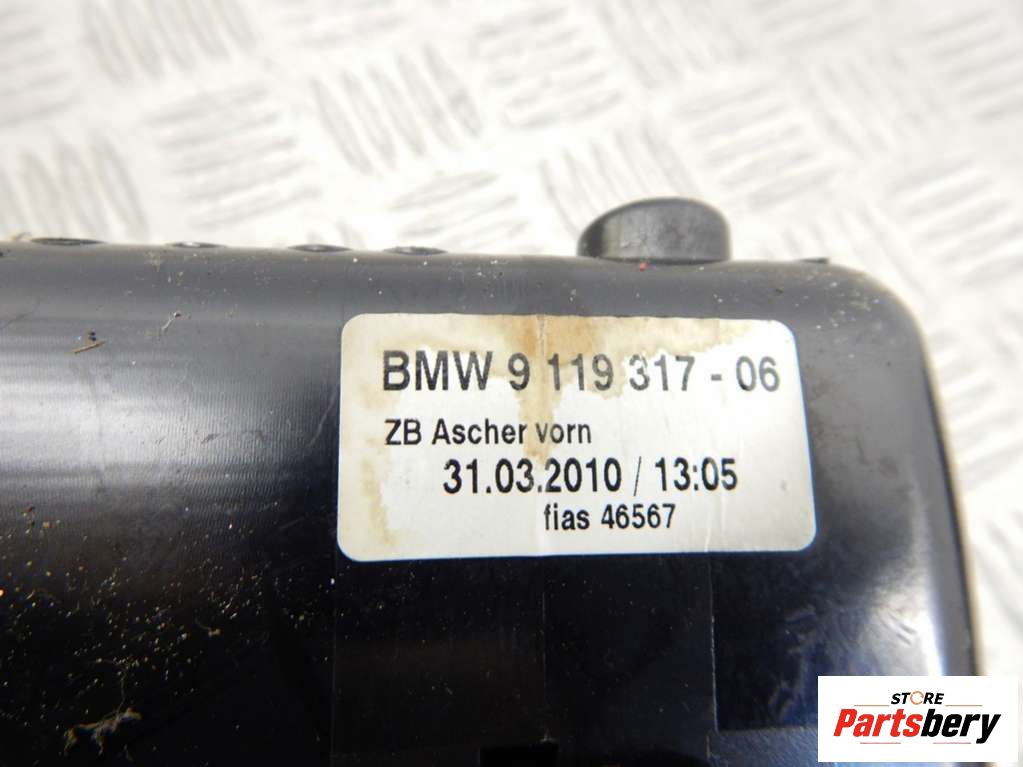 BMW 9 119 317 - 06
ZB Ascher vorn
31.03.2010 / 13:05
fias 46567
STORE
Partsbery